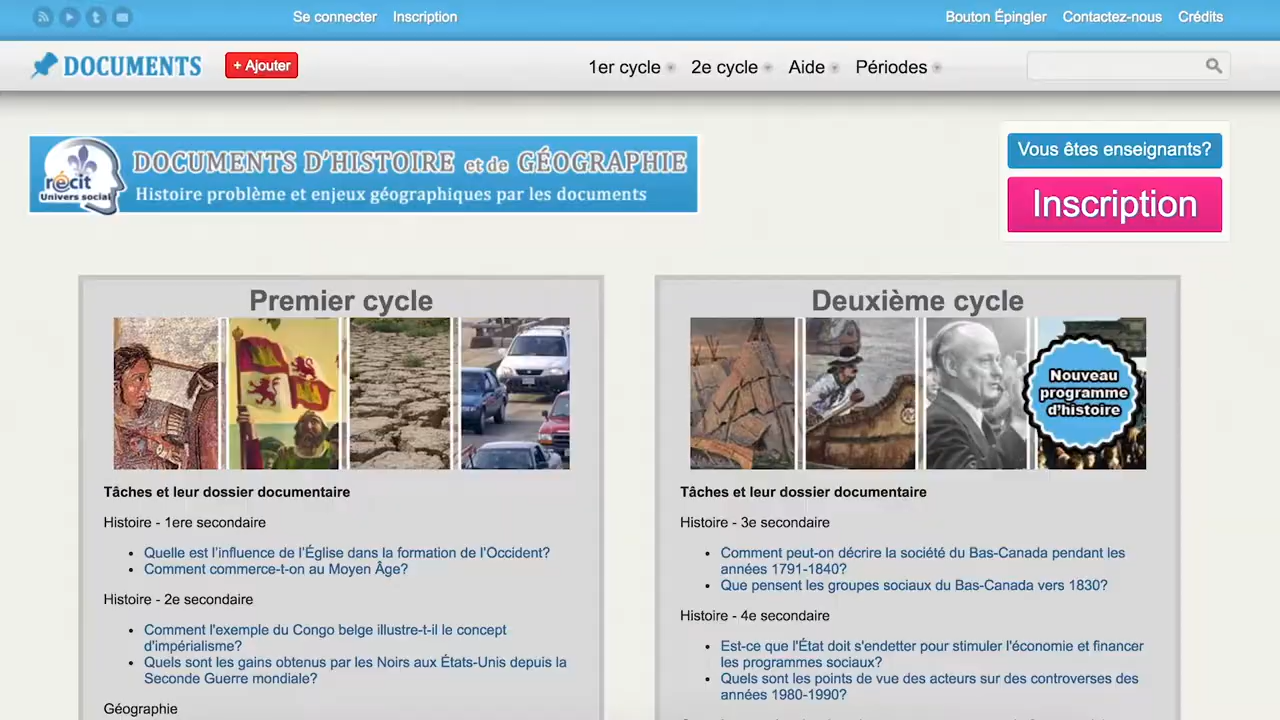 Se connecter Inscription Bouton Épingler Contactez-nous Crédits
DOCUMENTS + Ajouter 1er cycle 2e cycle Aide Périodes
récit
Univers social
DOCUMENTS D'HISTOIRE et de GÉOGRAPHIE
Histoire problème et enjeux géographiques par les documents
Vous êtes enseignants?
Inscription
Premier cycle
Tâches et leur dossier documentaire
Histoire - 1ere secondaire
Quelle est l’influence de l’Église dans la formation de l’Occident?
Comment commerce-t-on au Moyen Âge?
Histoire - 2e secondaire
Comment l'exemple du Congo belge illustre-t-il le concept
d'impérialisme?
Quels sont les gains obtenus par les Noirs aux États-Unis depuis la
Seconde Guerre mondiale?
Géographie
Deuxième cycle
Nouveau
programme
d'histoire
Tâches et leur dossier documentaire
Histoire - 3e secondaire
Comment peut-on décrire la société du Bas-Canada pendant les
années 1791-1840?
Que pensent les groupes sociaux du Bas-Canada vers 1830?
Histoire - 4e secondaire
Est-ce que l'État doit s'endetter pour stimuler l'économie et financer
les programmes sociaux?
Quels sont les points de vue des acteurs sur des controverses des
années 1980-1990?